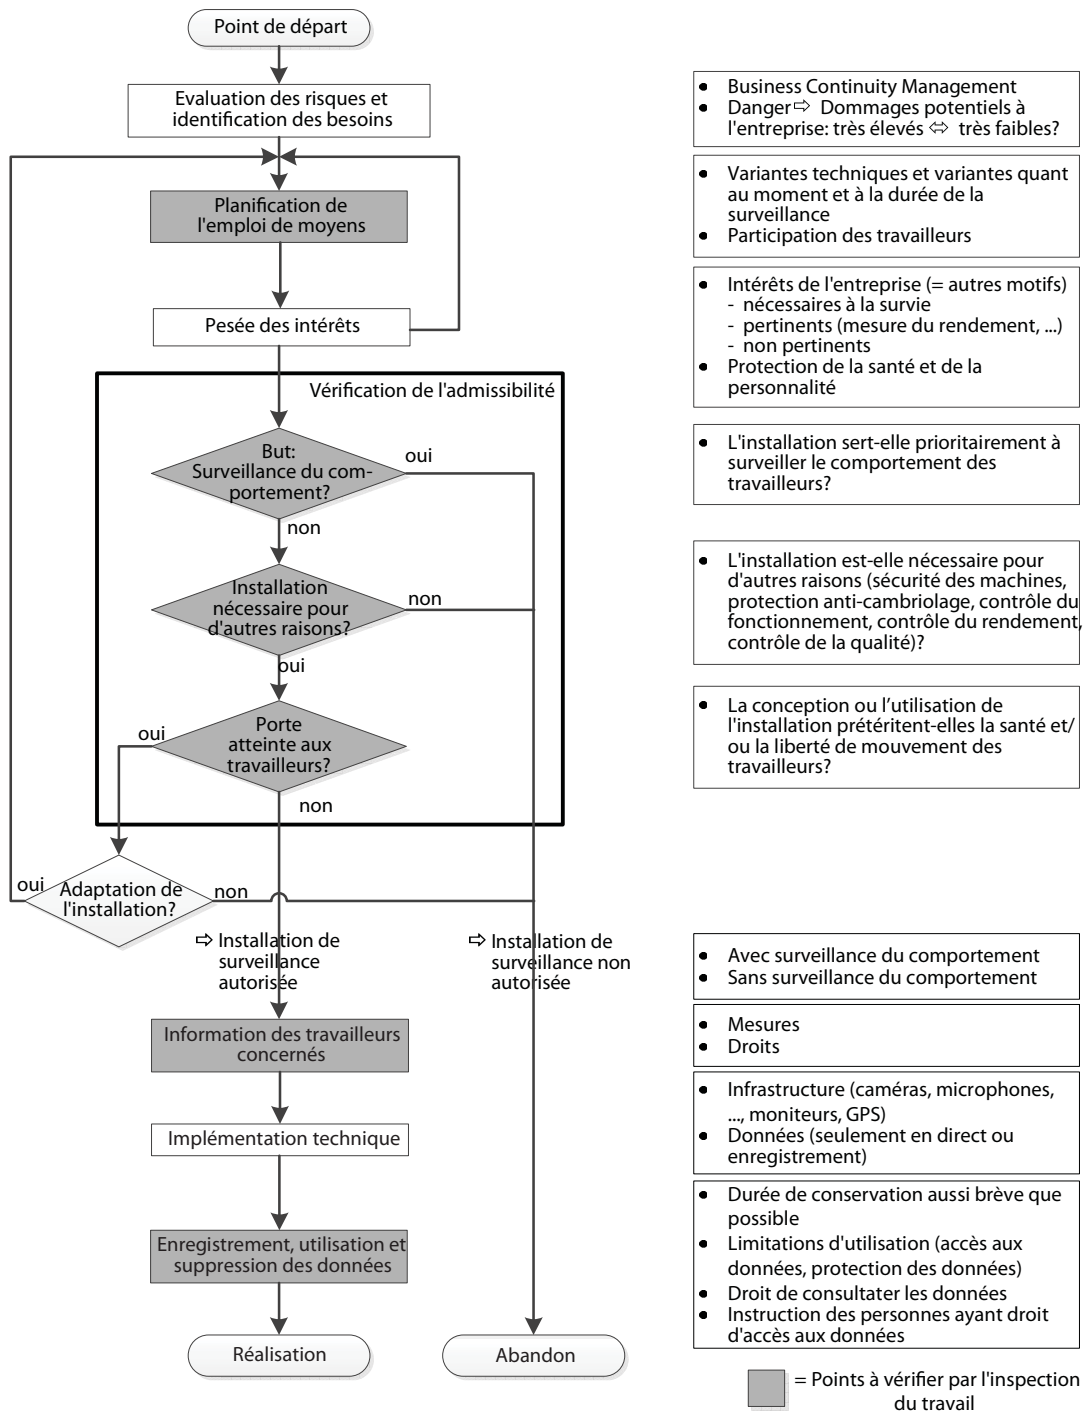 Point de départ
Evaluation des risques et
identification des besoins
• Business Continuity Management
• Danger ⇨ Dommages potentiels à
l'entreprise: très élevés ⬄ très faibles?
Planification de
l'emploi de moyens
• Variantes techniques et variantes quant
au moment et à la durée de la
surveillance
• Participation des travailleurs
Pesée des intérêts
• Intérêts de l'entreprise (= autres motifs)
- nécessaires à la survie
- pertinents (mesure du rendement, ...)
- non pertinents
• Protection de la santé et de la
personnalité
Vérification de l'admissibilité
But:
Surveillance du com-
portement?
oui
non
• L'installation sert-elle prioritairement à
surveiller le comportement des
travailleurs?
Installation
nécessaire pour
d'autres raisons?
non
oui
• L'installation est-elle nécessaire pour
d'autres raisons (sécurité des machines,
protection anti-cambriolage, contrôle du
fonctionnement, contrôle du rendement,
contrôle de la qualité)?
Porte
atteinte aux
travailleurs?
oui
non
• La conception ou l’utilisation de
l'installation prétéritent-elles la santé et/
ou la liberté de mouvement des
travailleurs?
oui
Adaptation de
l'installation?
non
⇨ Installation de
surveillance
autorisée
⇨ Installation de
surveillance non
autorisée
• Avec surveillance du comportement
• Sans surveillance du comportement
Information des travailleurs
concernés
• Mesures
• Droits
Implémentation technique
• Infrastructure (caméras, microphones,
..., moniteurs, GPS)
• Données (seulement en direct ou
enregistrement)
Enregistrement, utilisation et
suppression des données
• Durée de conservation aussi brève que
possible
• Limitations d'utilisation (accès aux
données, protection des données)
• Droit de consultater les données
• Instruction des personnes ayant droit
d'accès aux données
Réalisation
Abandon
= Points à vérifier par l'inspection
du travail